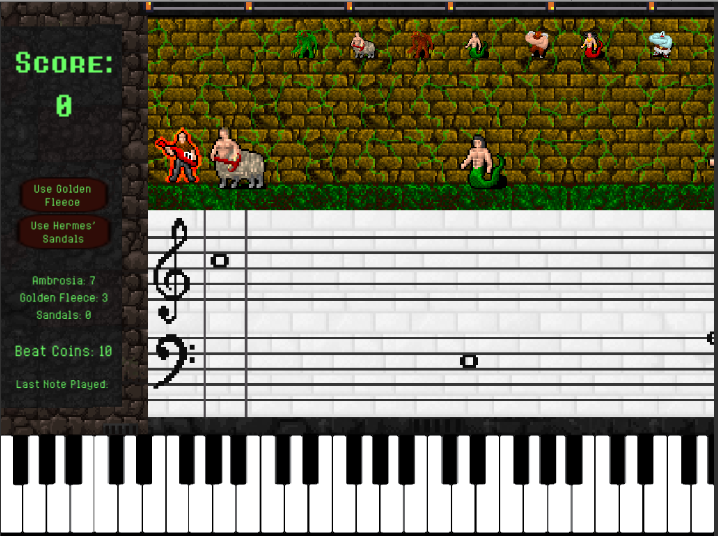 Score:
0
Use Golden
Fleece
Use Hermes'
Sandals
Ambrosia: 7
Golden Fleece: 3
Sandals: 0
Beat Coins: 10
Last Note Played: